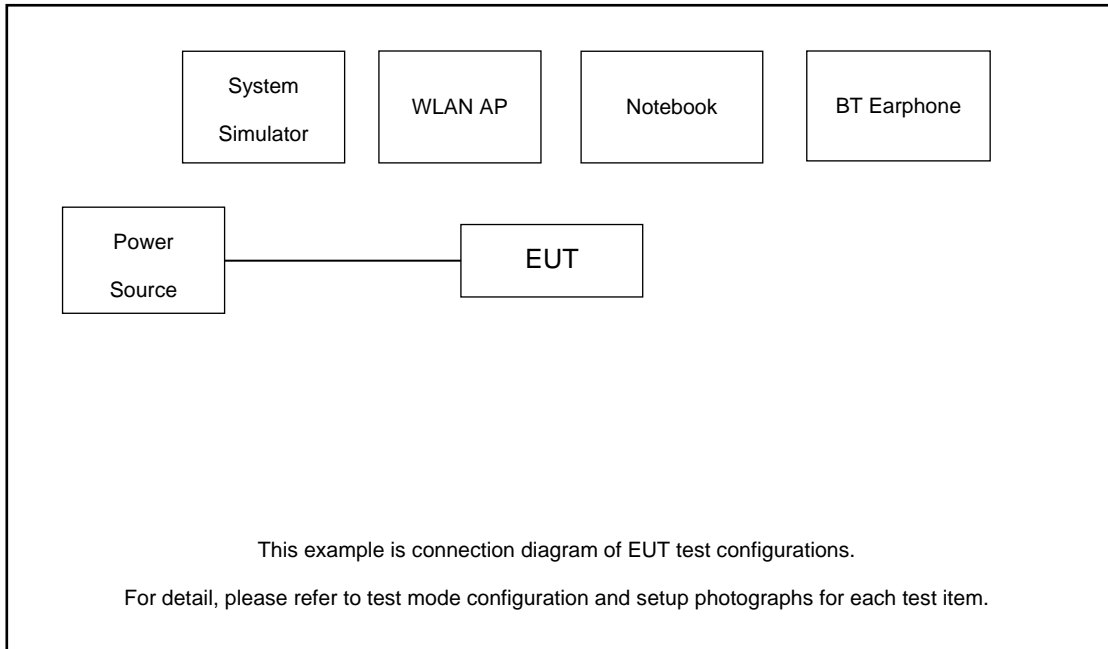 System
Simulator
WLAN AP
Notebook
BT Earphone
Power
Source
EUT
This example is connection diagram of EUT test configurations.
For detail, please refer to test mode configuration and setup photographs for each test item.